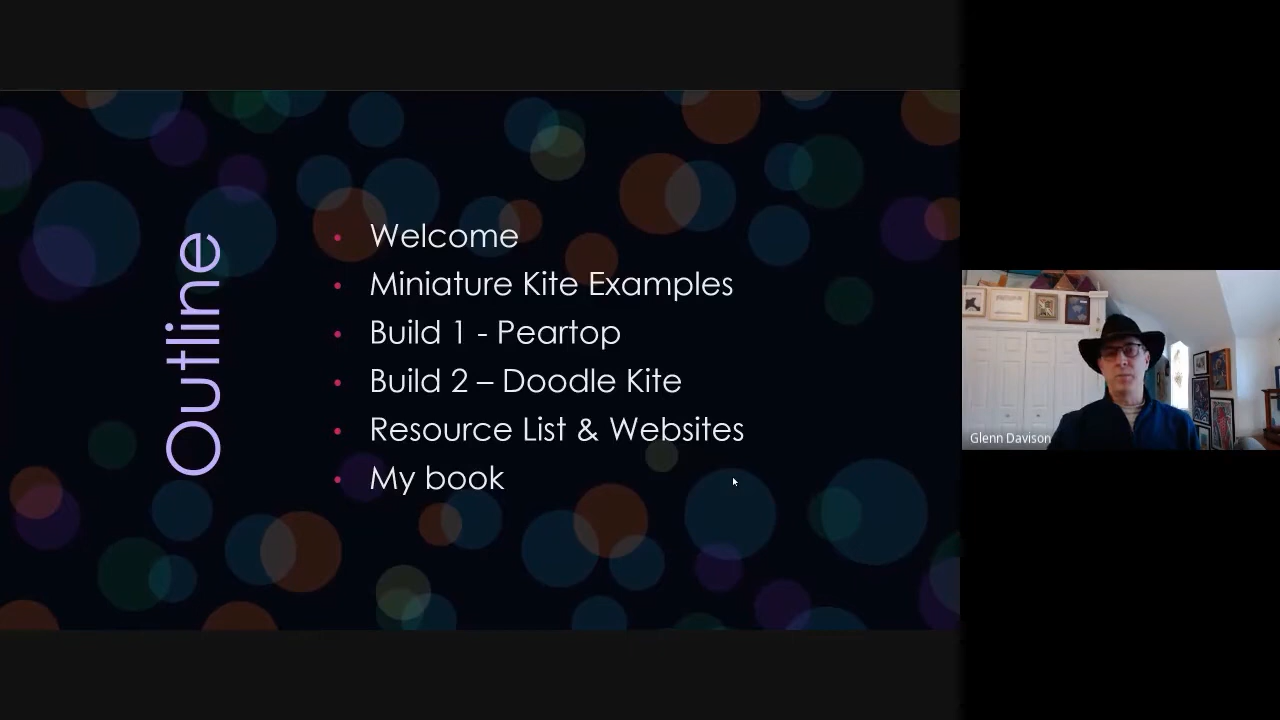 Outline
Welcome
Miniature Kite Examples
Build 1 - Peartop
Build 2 – Doodle Kite
Resource List & Websites
My book
Glenn Davison